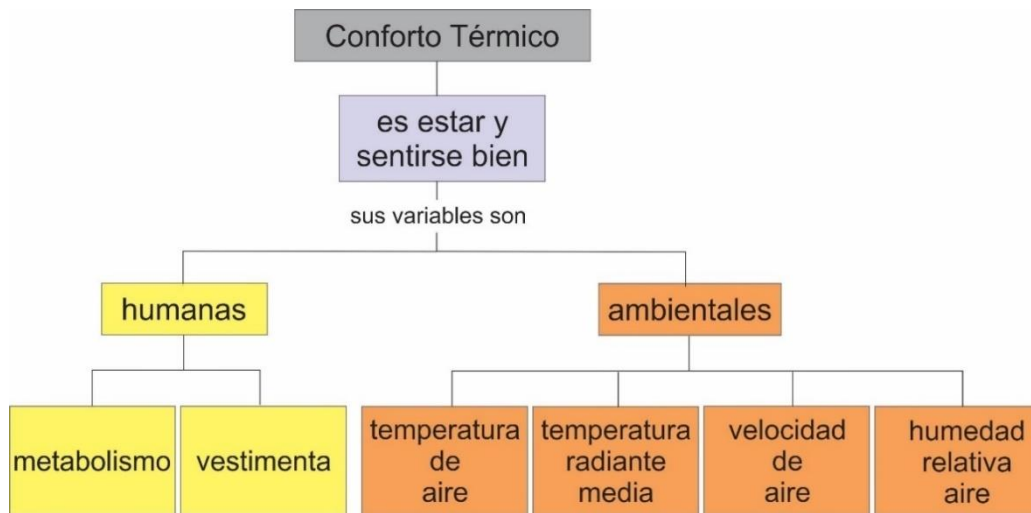 Conforto Térmico
es estar y
sentirse bien
sus variables son
humanas
ambientales
metabolismo
vestimenta
temperatura
de
aire
temperatura
radiante
media
velocidad
de
aire
humedad
relativa
aire